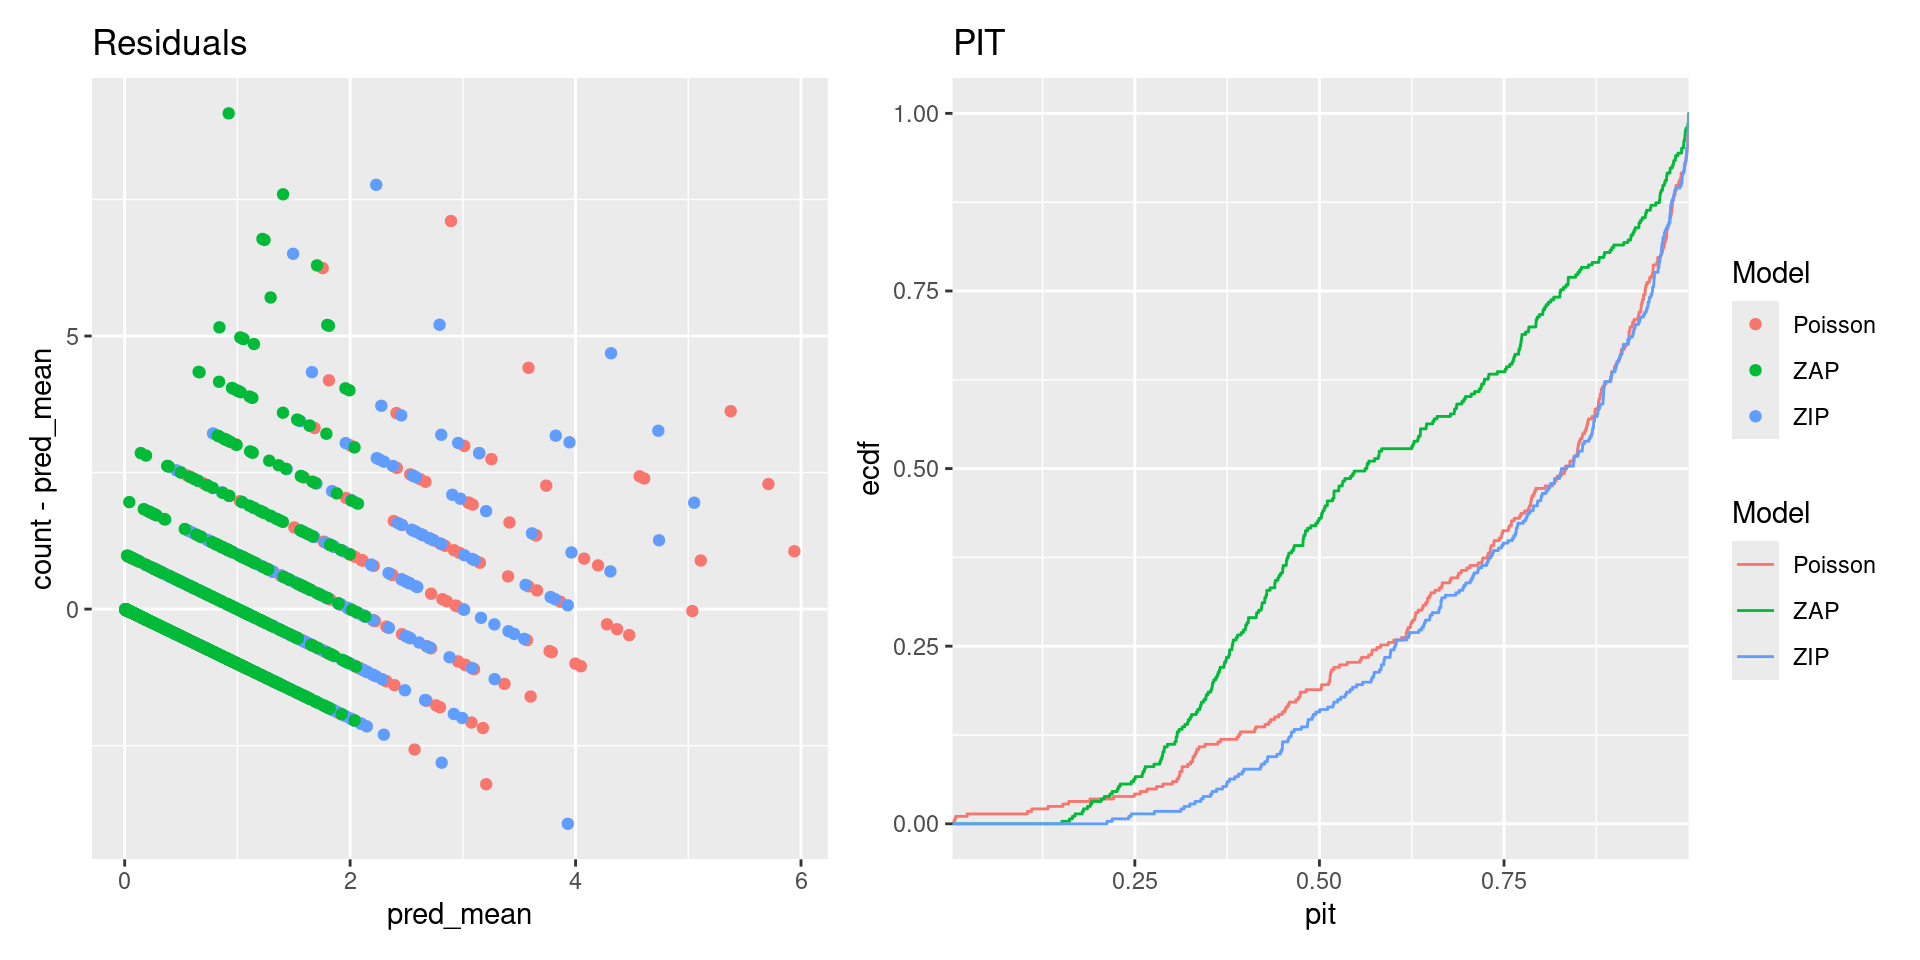 Residuals
count - pred_mean
5
0
0
2
4
6
pred_mean
PIT
ecdf
1.00
0.75
0.50
0.25
0.00
0.25
0.50
0.75
pit
Model
Poisson
ZAP
ZIP
Model
Poisson
ZAP
ZIP